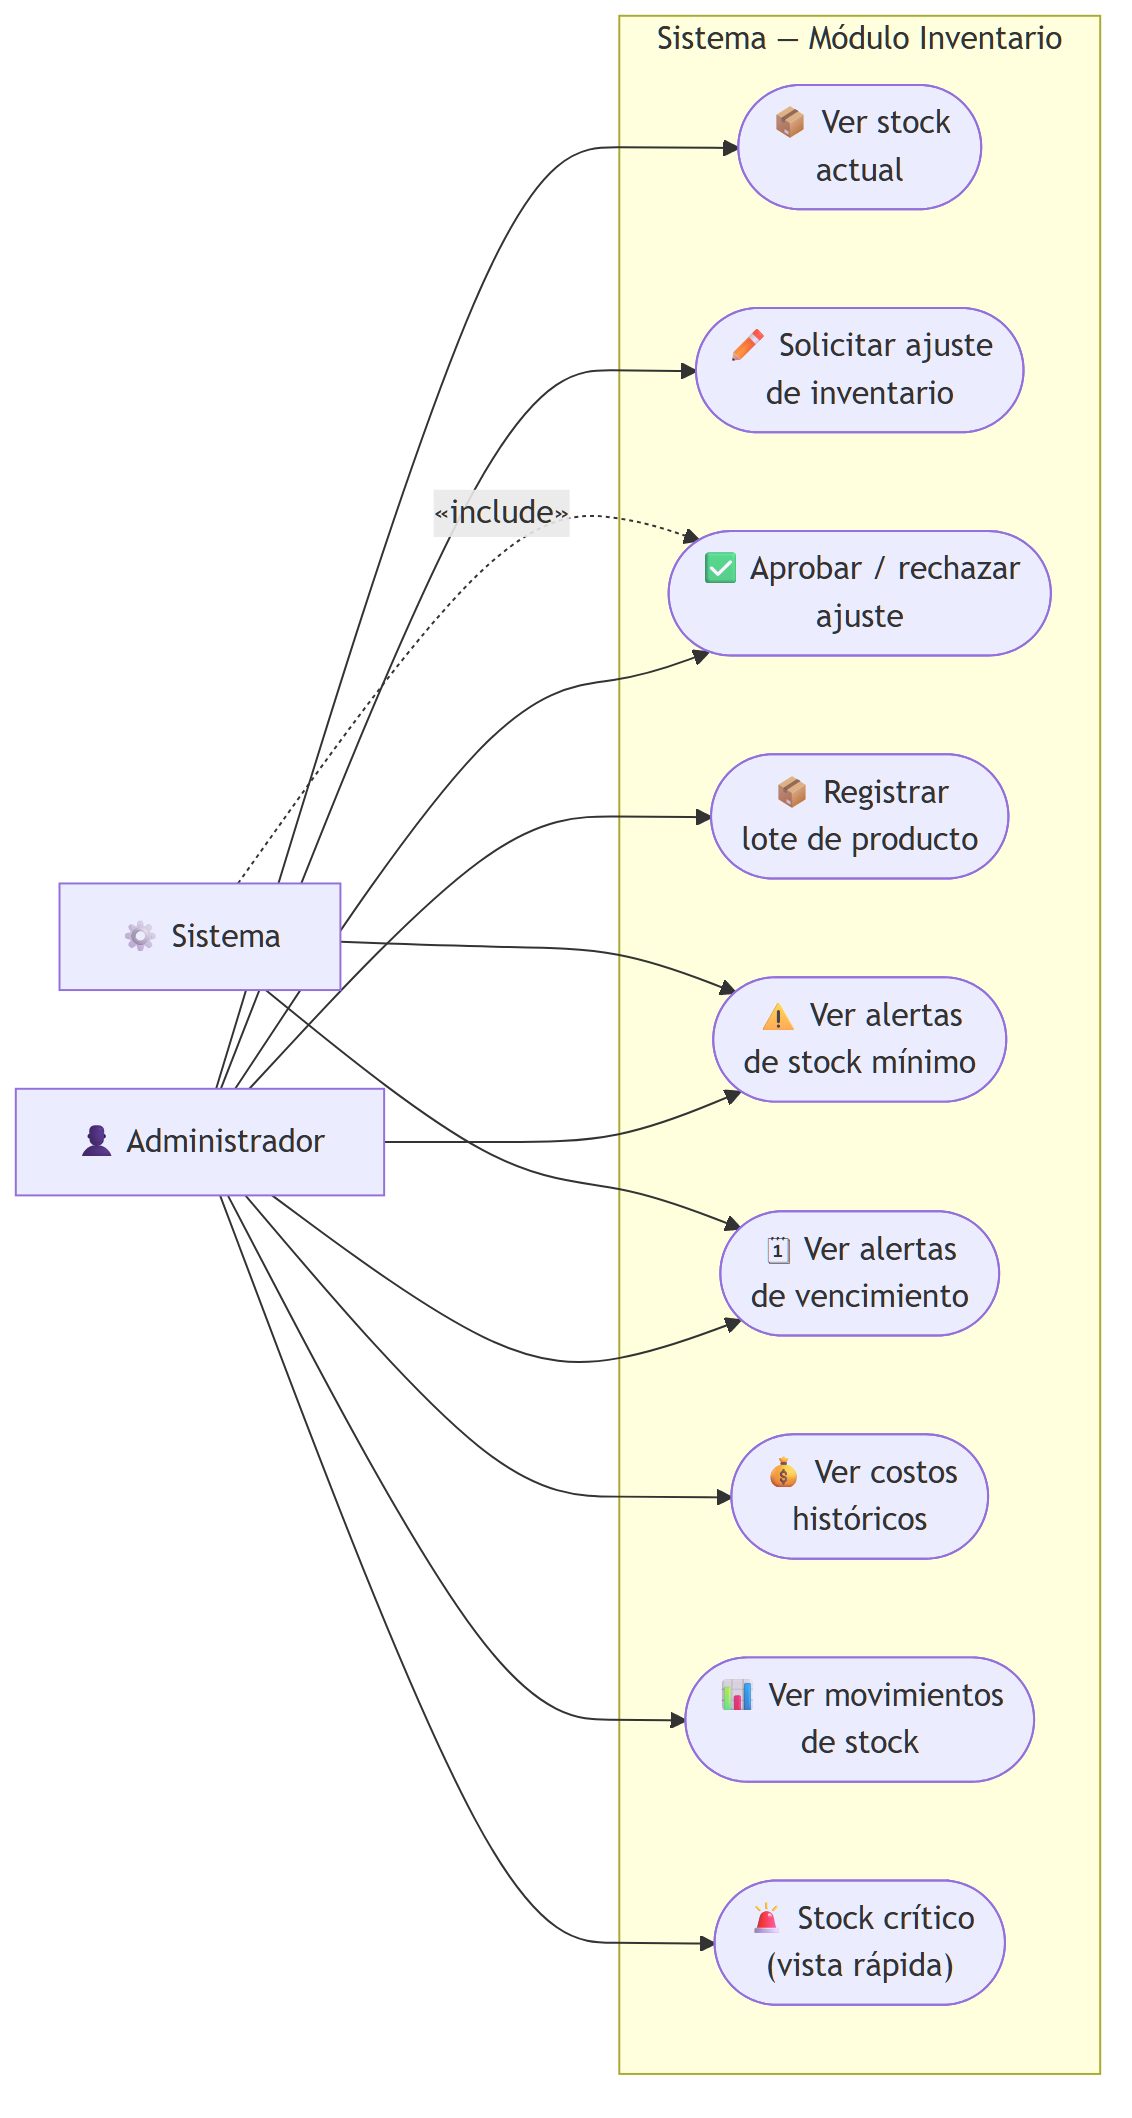 Sistema – Módulo Inventario
📦 Ver stock
actual
✏️ Solicitar ajuste
de inventario
«include»
✅ Aprobar / rechazar
ajuste
📦 Registrar
lote de producto
⚙️ Sistema
⚠️ Ver alertas
de stock mínimo
👤 Administrador
🗓 Ver alertas
de vencimiento
💰 Ver costos
históricos
📊 Ver movimientos
de stock
🚨 Stock crítico
(vista rápida)